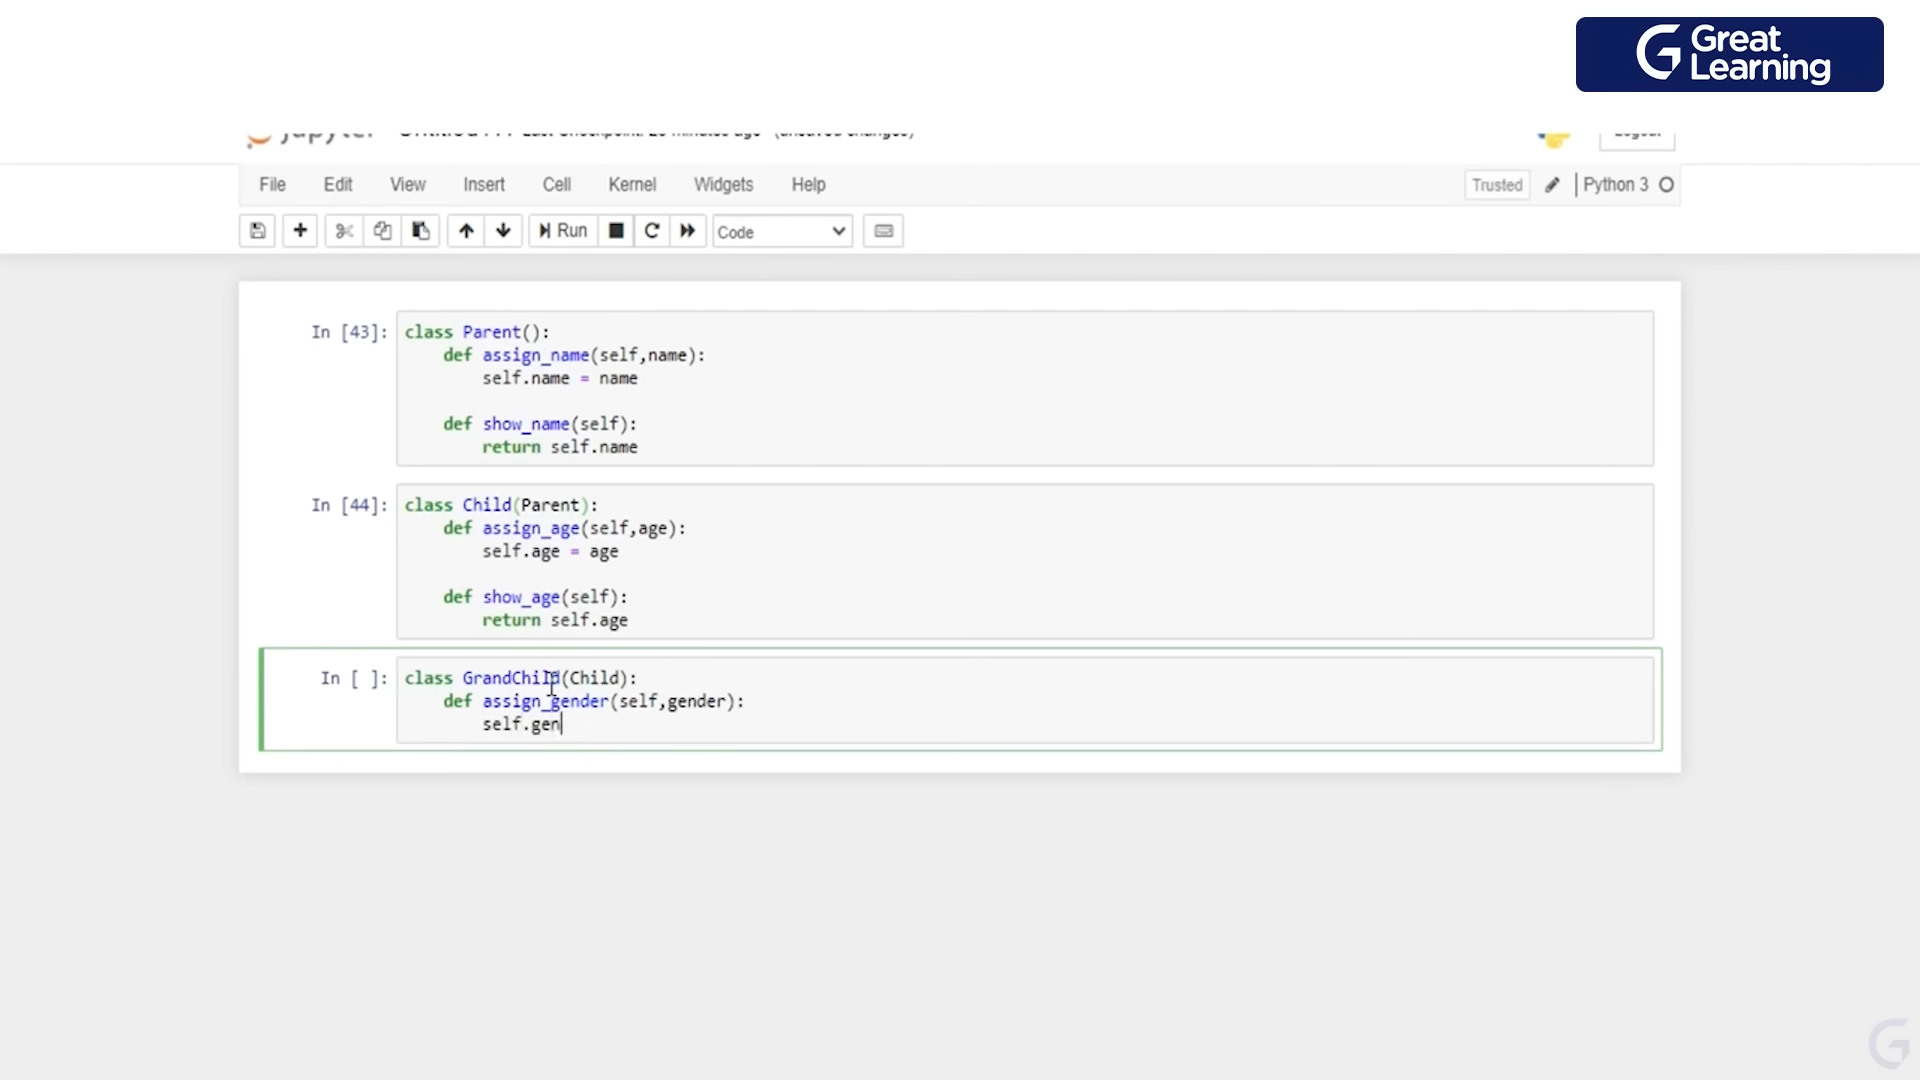 Great
Learning
File Edit View Insert Cell Kernel Widgets Help
Trusted Python 3
Run Code
In [43]: class Parent():
    def assign_name(self,name):
        self.name = name
    def show_name(self):
        return self.name
In [44]: class Child(Parent):
    def assign_age(self,age):
        self.age = age
    def show_age(self):
        return self.age
In [ ]: class GrandChild(Child):
    def assign_gender(self,gender):
        self.gen